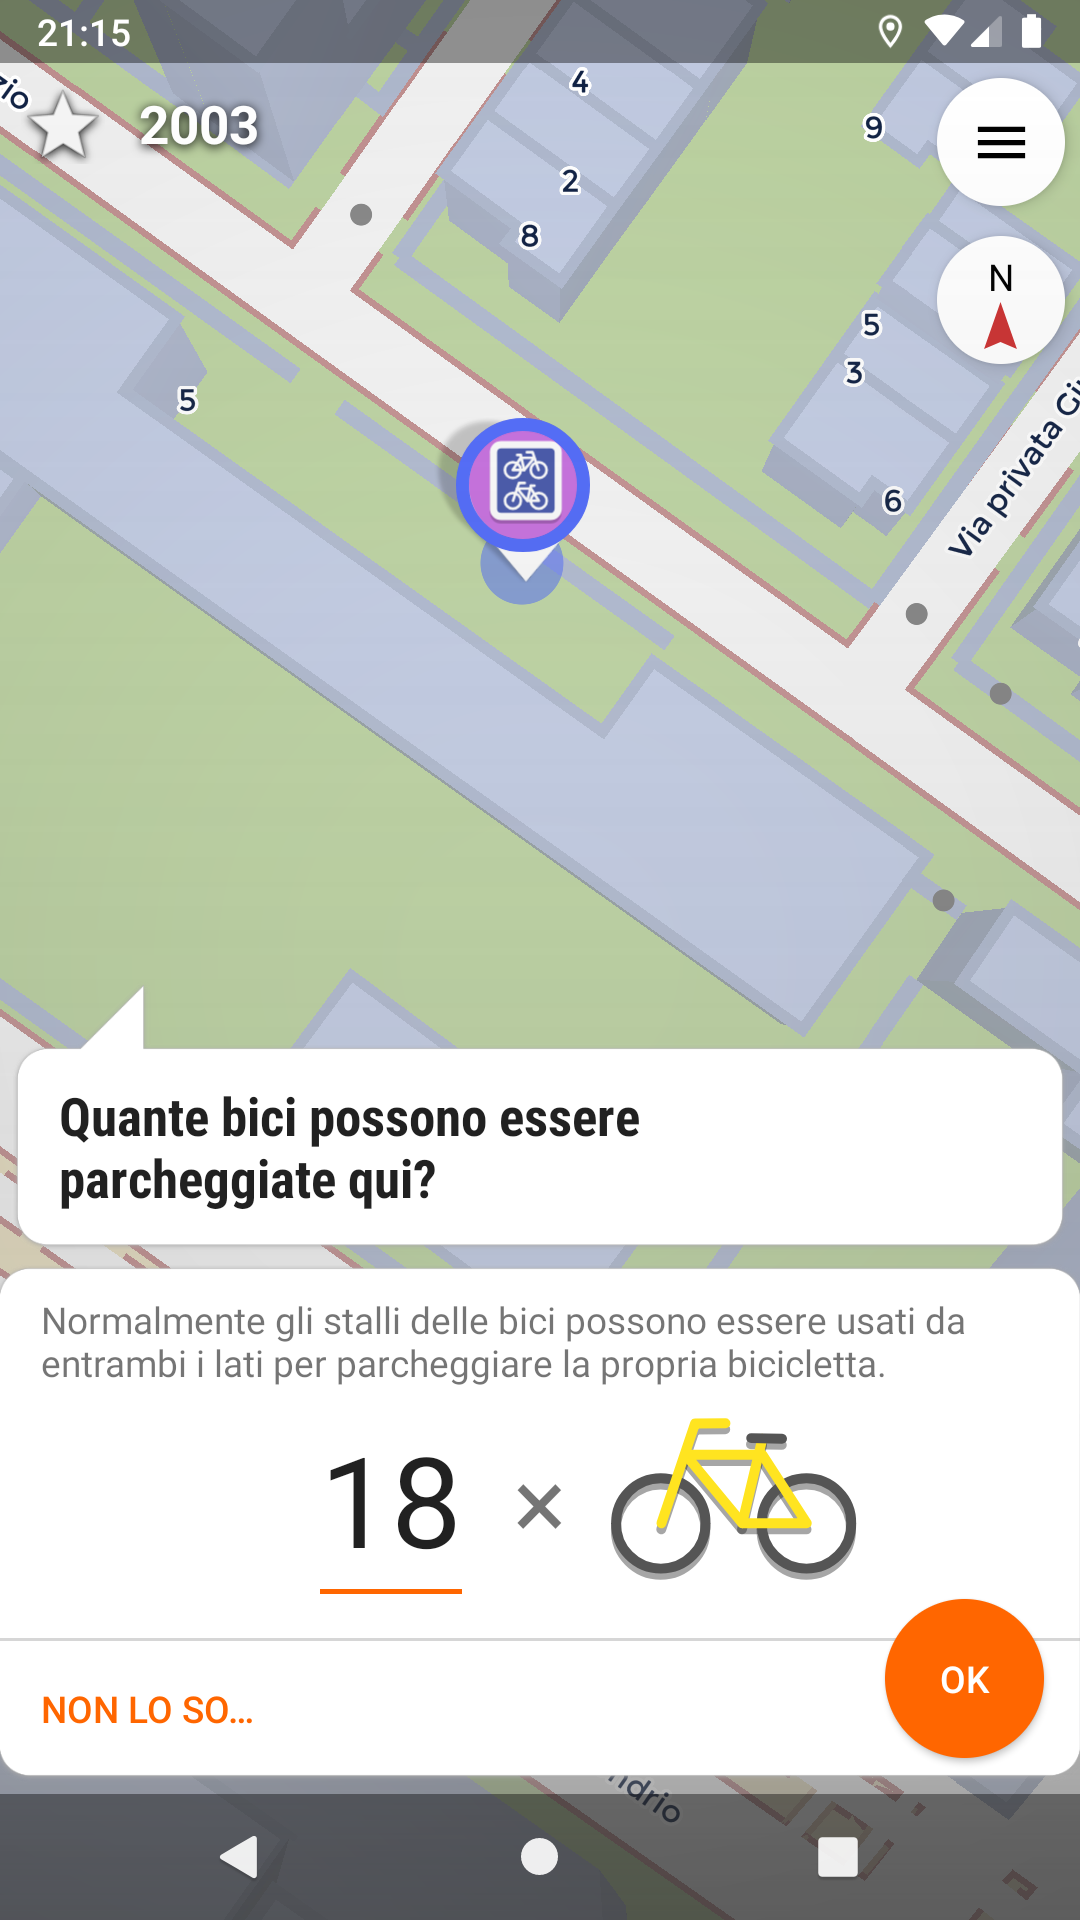 21:15
zio
2003
4
9
2
8
N
5
3
5
6
Via privata Gi
Quante bici possono essere
parcheggiate qui?
Normalmente gli stalli delle bici possono essere usati da
entrambi i lati per parcheggiare la propria bicicletta.
18 ×
OK
NON LO SO...
ndrio